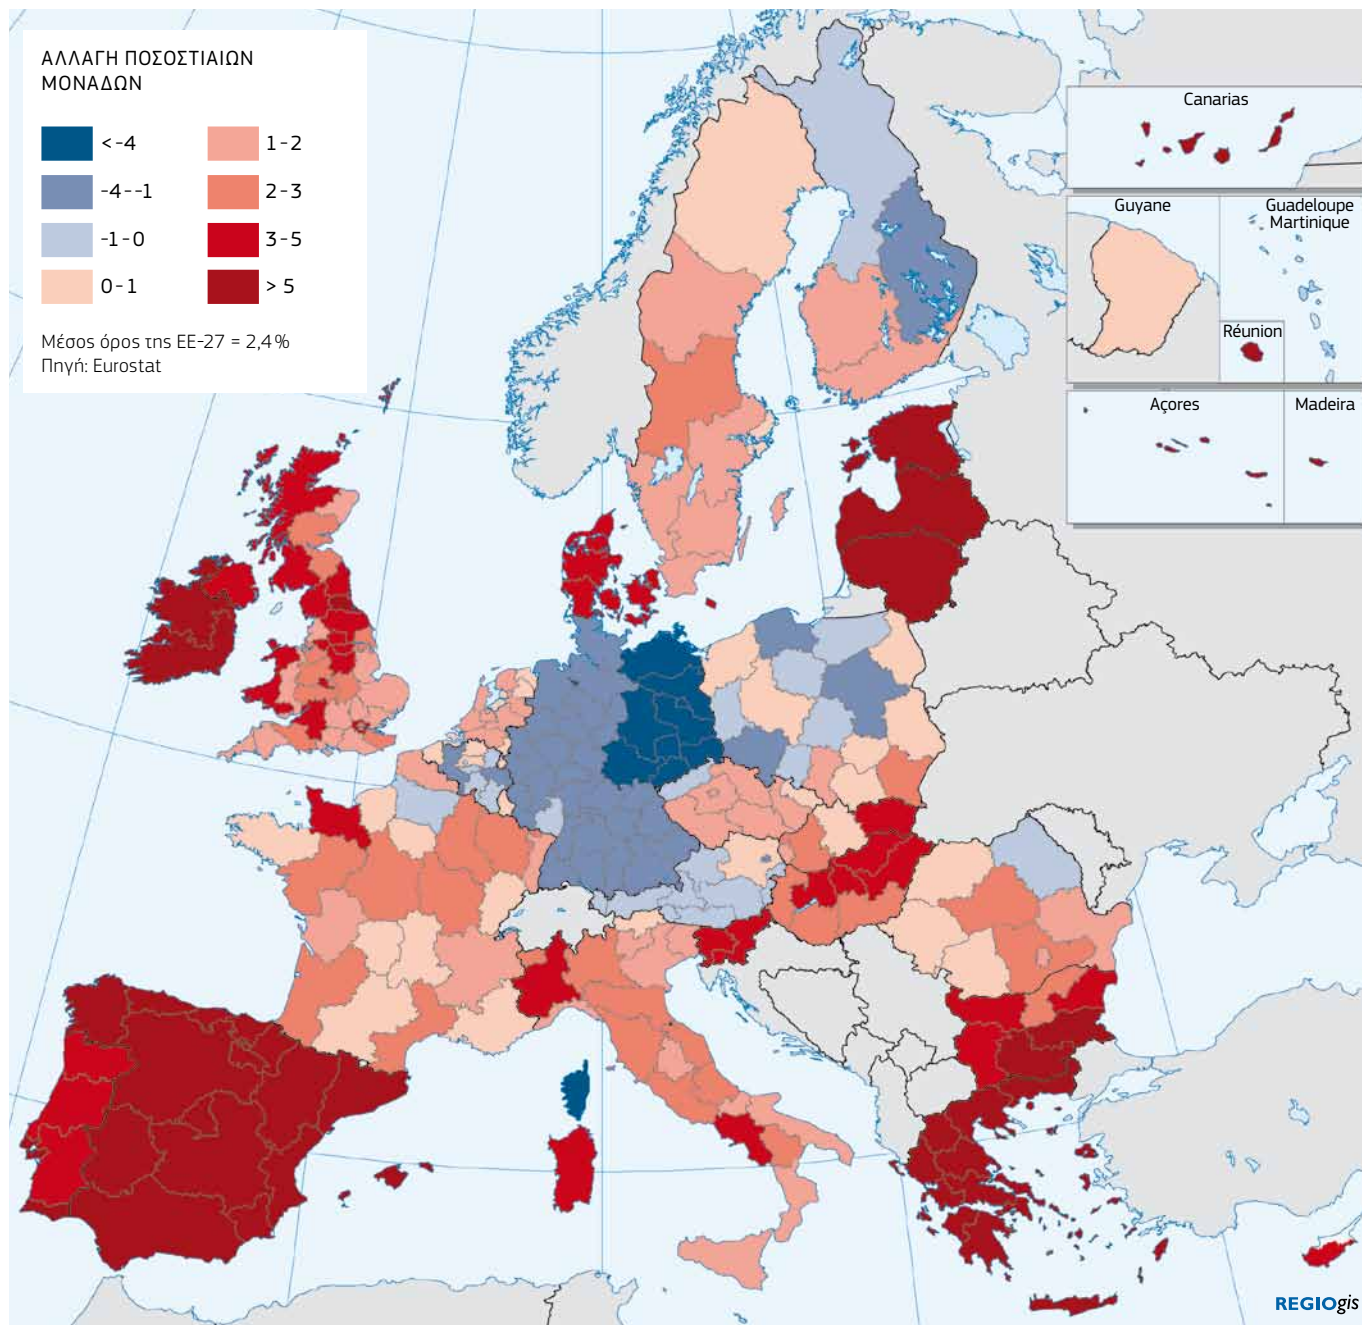 ΑΛΛΑΓΗ ΠΟΣΟΣΤΙΑΙΩΝ
ΜΟΝΑΔΩΝ
< -4
-4 - -1
-1 - 0
0 - 1
1 - 2
2 - 3
3 - 5
> 5
Μέσος όρος της ΕΕ-27 = 2,4 %
Πηγή: Eurostat
Canarias
Guyane
Guadeloupe
Martinique
Réunion
Açores
Madeira
REGIOgis